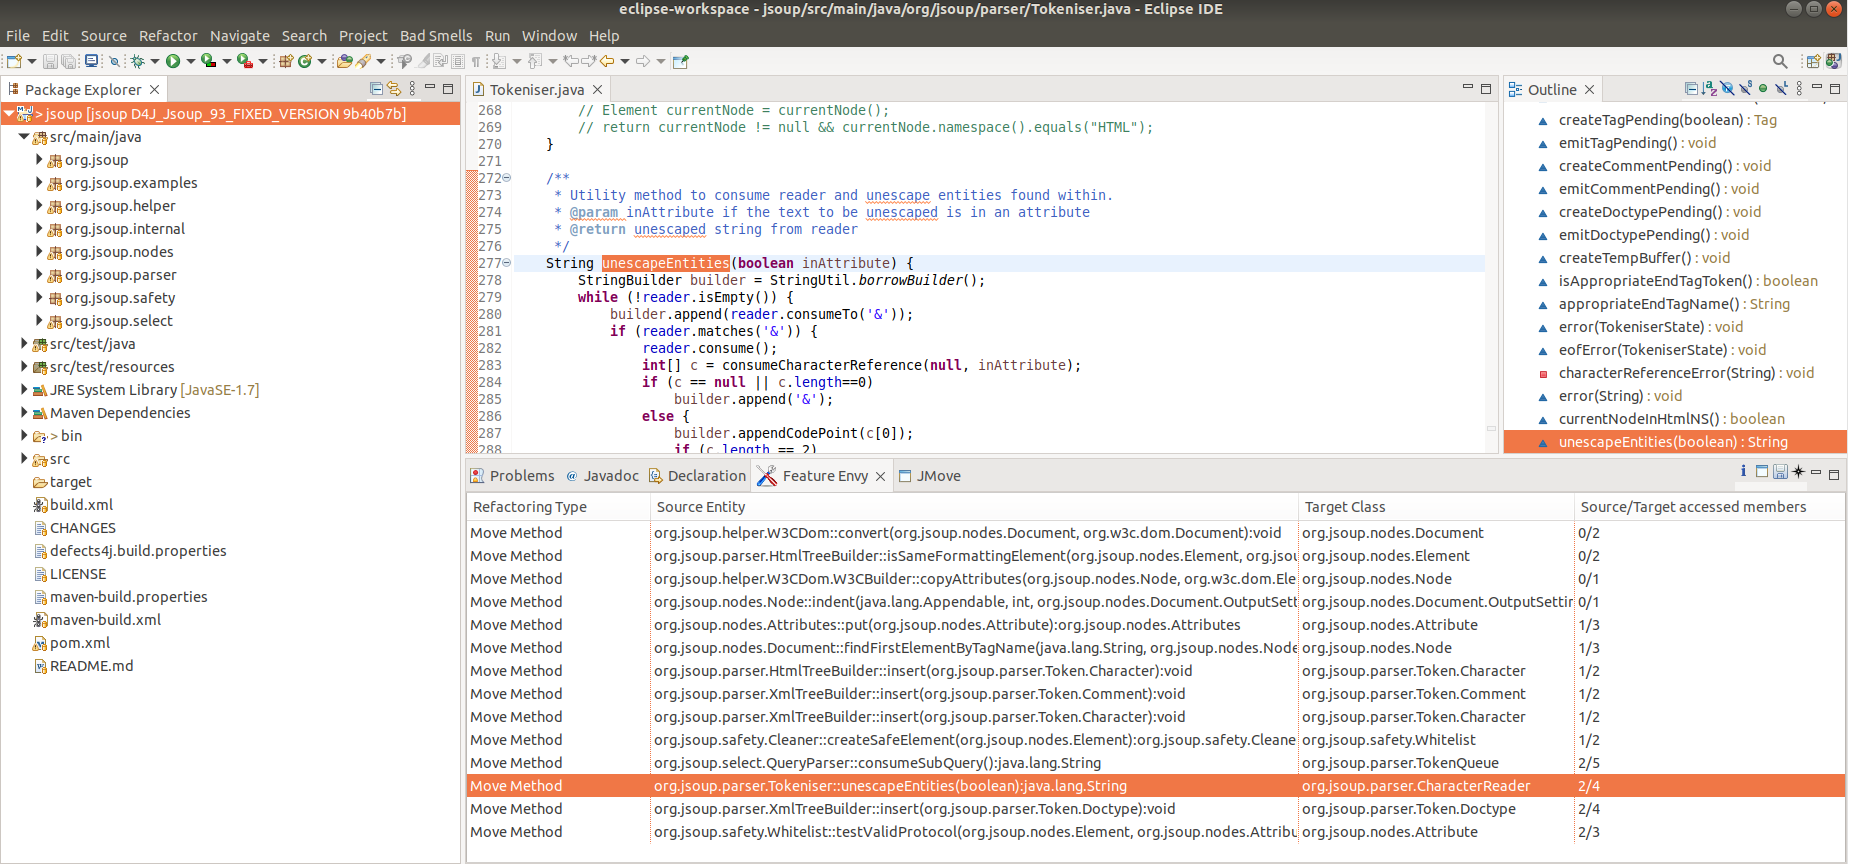 eclipse-workspace - jsoup/src/main/java/org/jsoup/parser/Tokeniser.java - Eclipse IDE
File Edit Source Refactor Navigate Search Project Bad Smells Run Window Help
Package Explorer
> jsoup [jsoup D4J_Jsoup_93_FIXED_VERSION 9b40b7b]
src/main/java
org.jsoup
org.jsoup.examples
org.jsoup.helper
org.jsoup.internal
org.jsoup.nodes
org.jsoup.parser
org.jsoup.safety
org.jsoup.select
src/test/java
src/test/resources
JRE System Library [JavaSE-1.7]
Maven Dependencies
> bin
src
target
build.xml
CHANGES
defects4j.build.properties
LICENSE
maven-build.properties
maven-build.xml
pom.xml
README.md
Tokeniser.java
268 // Element currentNode = currentNode();
269 // return currentNode != null && currentNode.namespace().equals("HTML");
270 }
271
272 /**
273 * Utility method to consume reader and unescape entities found within.
274 * @param inAttribute if the text to be unescaped is in an attribute
275 * @return unescaped string from reader
276 */
277 String unescapeEntities(boolean inAttribute) {
278 StringBuilder builder = StringUtil.borrowBuilder();
279 while (!reader.isEmpty()) {
280 builder.append(reader.consumeTo('&'));
281 if (reader.matches('&')) {
282 reader.consume();
283 int[] c = consumeCharacterReference(null, inAttribute);
284 if (c == null || c.length==0)
285 builder.append('&');
286 else {
287 builder.appendCodePoint(c[0]);
288 if (c.length == 2)
Outline
createTagPending(boolean) : Tag
emitTagPending() : void
createCommentPending() : void
emitCommentPending() : void
createDoctypePending() : void
emitDoctypePending() : void
createTempBuffer() : void
isAppropriateEndTagToken() : boolean
appropriateEndTagName() : String
error(TokeniserState) : void
eofError(TokeniserState) : void
characterReferenceError(String) : void
error(String) : void
currentNodeInHtmlNS() : boolean
unescapeEntities(boolean) : String
Problems @ Javadoc Declaration Feature Envy JMove
Refactoring Type Source Entity Target Class Source/Target accessed members
Move Method org.jsoup.helper.W3CDom::convert(org.jsoup.nodes.Document, org.w3c.dom.Document):void org.jsoup.nodes.Document 0/2
Move Method org.jsoup.parser.HtmlTreeBuilder::isSameFormattingElement(org.jsoup.nodes.Element, org.jsou org.jsoup.nodes.Element 0/2
Move Method org.jsoup.helper.W3CDom.W3CBuilder::copyAttributes(org.jsoup.nodes.Node, org.w3c.dom.Ele org.jsoup.nodes.Node 0/1
Move Method org.jsoup.nodes.Node::indent(java.lang.Appendable, int, org.jsoup.nodes.Document.OutputSett org.jsoup.nodes.Document.OutputSettin 0/1
Move Method org.jsoup.nodes.Attributes::put(org.jsoup.nodes.Attribute):org.jsoup.nodes.Attributes org.jsoup.nodes.Attribute 1/3
Move Method org.jsoup.nodes.Document::findFirstElementByTagName(java.lang.String, org.jsoup.nodes.Node org.jsoup.nodes.Node 1/3
Move Method org.jsoup.parser.HtmlTreeBuilder::insert(org.jsoup.parser.Token.Character):void org.jsoup.parser.Token.Character 1/2
Move Method org.jsoup.parser.XmlTreeBuilder::insert(org.jsoup.parser.Token.Comment):void org.jsoup.parser.Token.Comment 1/2
Move Method org.jsoup.parser.XmlTreeBuilder::insert(org.jsoup.parser.Token.Character):void org.jsoup.parser.Token.Character 1/2
Move Method org.jsoup.safety.Cleaner::createSafeElement(org.jsoup.nodes.Element):org.jsoup.safety.Cleane org.jsoup.safety.Whitelist 1/2
Move Method org.jsoup.select.QueryParser::consumeSubQuery():java.lang.String org.jsoup.parser.TokenQueue 2/5
Move Method org.jsoup.parser.Tokeniser::unescapeEntities(boolean):java.lang.String org.jsoup.parser.CharacterReader 2/4
Move Method org.jsoup.parser.XmlTreeBuilder::insert(org.jsoup.parser.Token.Doctype):void org.jsoup.parser.Token.Doctype 2/4
Move Method org.jsoup.safety.Whitelist::testValidProtocol(org.jsoup.nodes.Element, org.jsoup.nodes.Attribu org.jsoup.nodes.Attribute 2/3